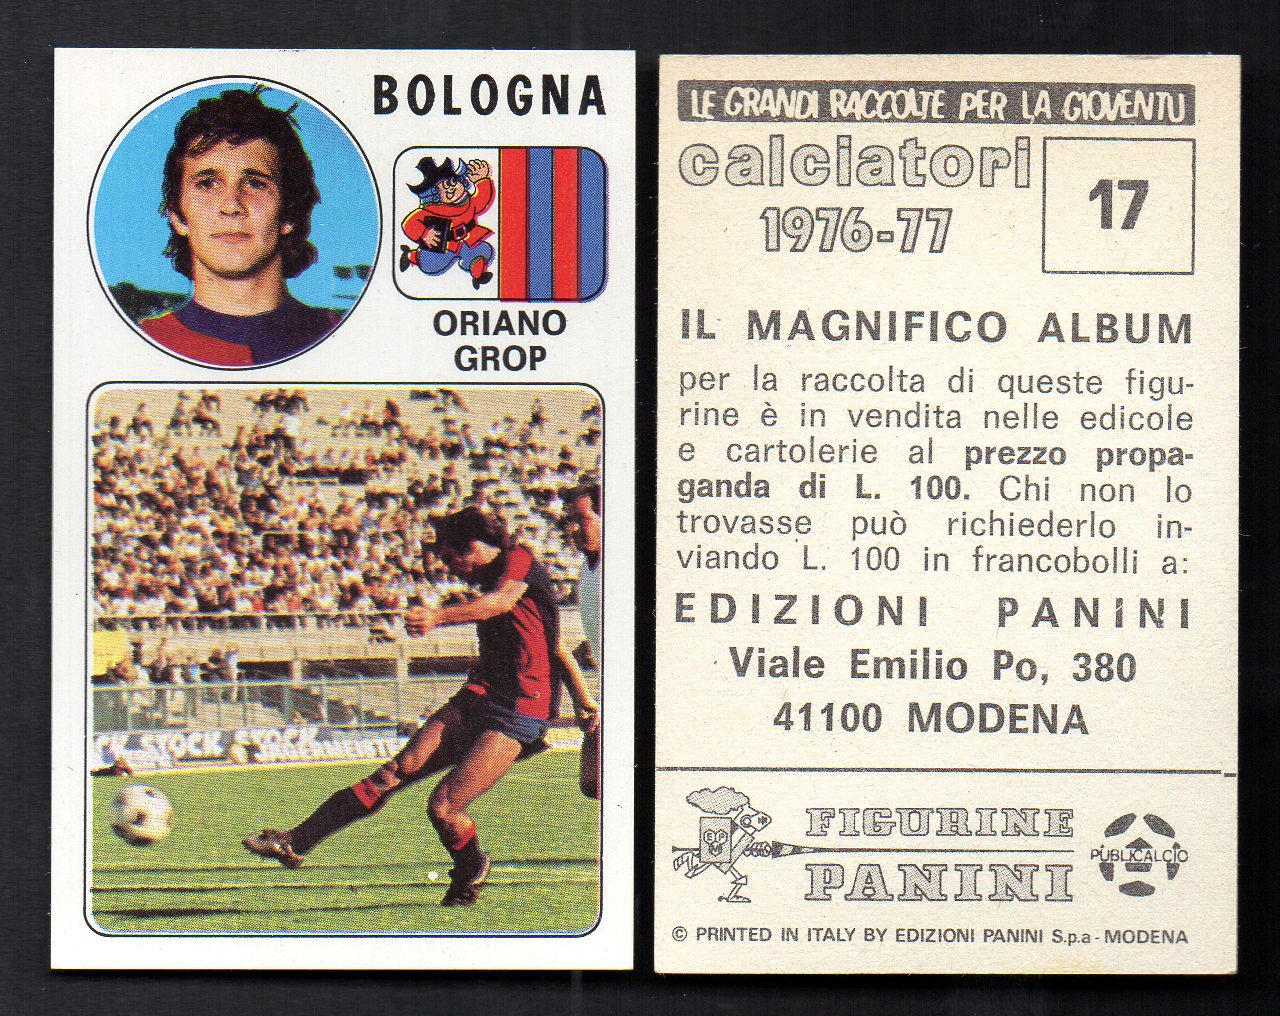 BOLOGNA
ORIANO
GROP
STOCK STOCK
LE GRANDI RACCOLTE PER LA GIOVENTU
calciatori
1976-77
17
IL MAGNIFICO ALBUM
per la raccolta di queste figu-
rine è in vendita nelle edicole
e cartolerie al prezzo propa-
ganda di L. 100. Chi non lo
trovasse può richiederlo in-
viando L. 100 in francobolli a:
EDIZIONI PANINI
Viale Emilio Po, 380
41100 MODENA
FIGURINE
PANINI
PUBLICALCIO
© PRINTED IN ITALY BY EDIZIONI PANINI S.p.a - MODENA